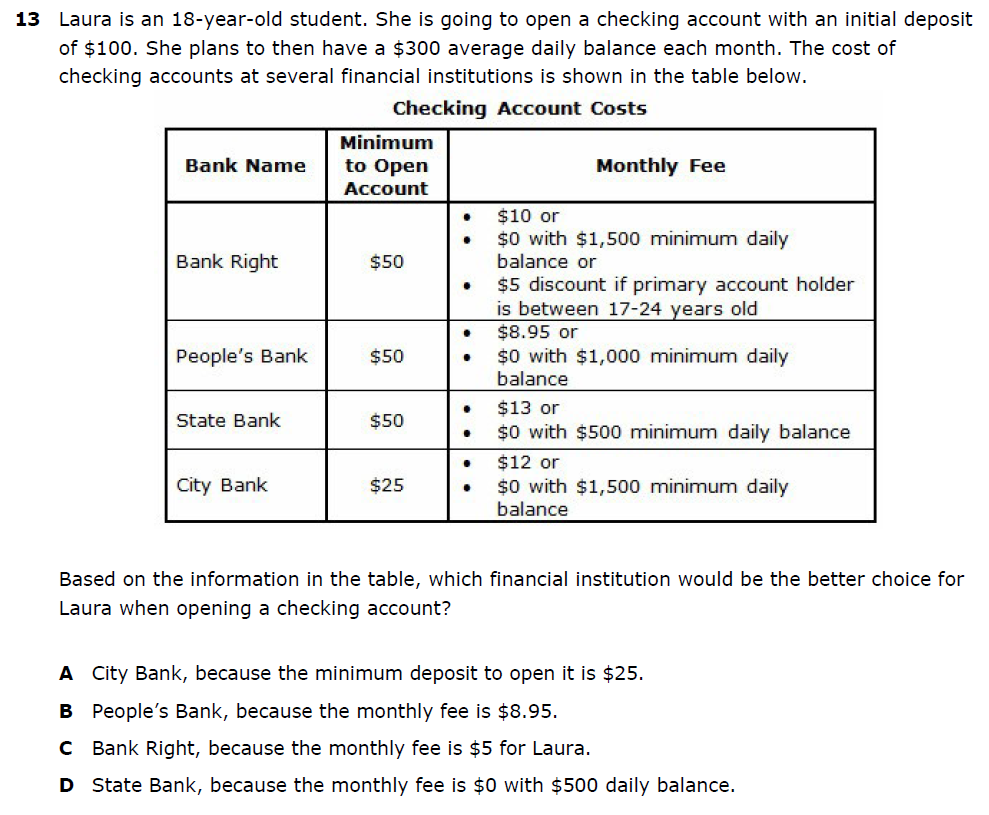 13 Laura is an 18-year-old student. She is going to open a checking account with an initial deposit
of $100. She plans to then have a $300 average daily balance each month. The cost of
checking accounts at several financial institutions is shown in the table below.
Checking Account Costs
Bank Name
Minimum
to Open
Account
Monthly Fee
Bank Right
$50
• $10 or
• $0 with $1,500 minimum daily
balance or
• $5 discount if primary account holder
is between 17-24 years old
People's Bank
$50
• $8.95 or
• $0 with $1,000 minimum daily
balance
State Bank
$50
• $13 or
• $0 with $500 minimum daily balance
City Bank
$25
• $12 or
• $0 with $1,500 minimum daily
balance
Based on the information in the table, which financial institution would be the better choice for
Laura when opening a checking account?
A City Bank, because the minimum deposit to open it is $25.
B People's Bank, because the monthly fee is $8.95.
C Bank Right, because the monthly fee is $5 for Laura.
D State Bank, because the monthly fee is $0 with $500 daily balance.